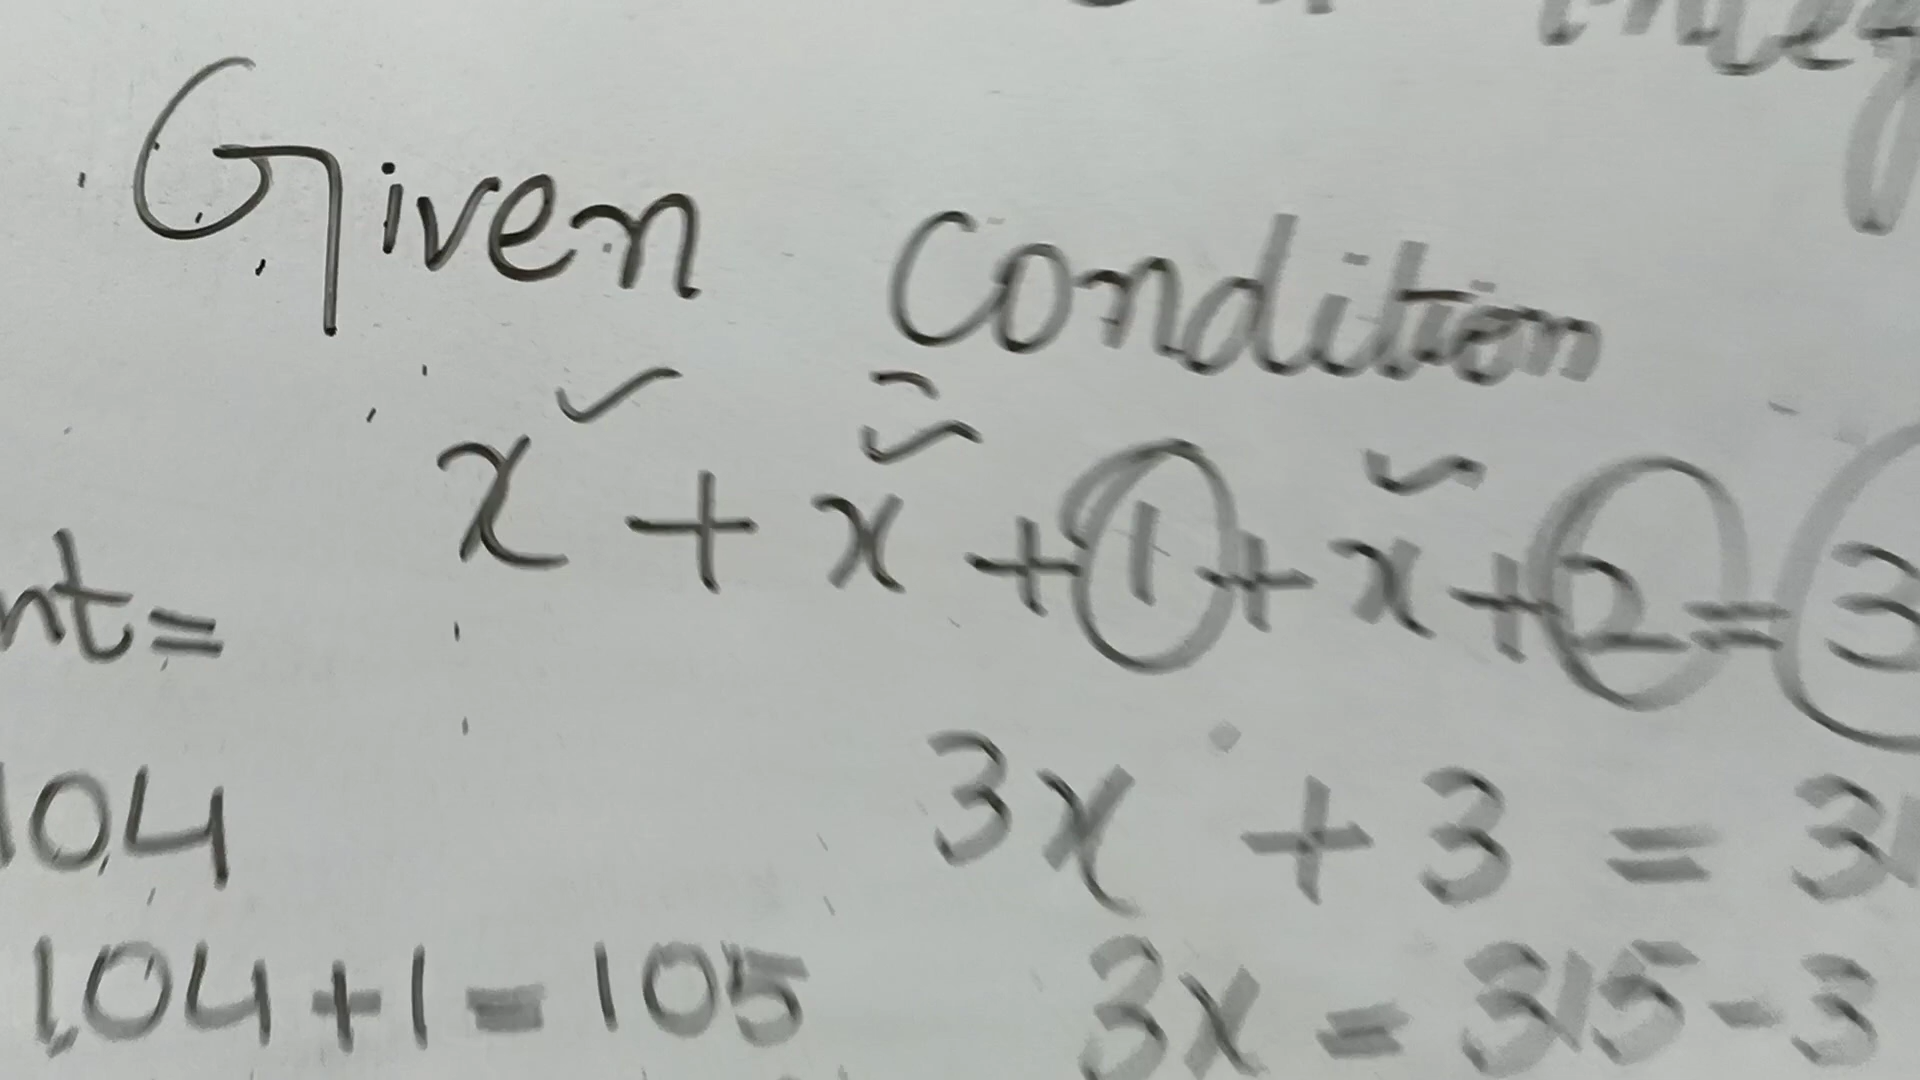 Given Condition
x + x + 1 + x + 2 = 3
nt =
3x + 3 = 3
104
104 + 1 = 105
3x = 315 - 3